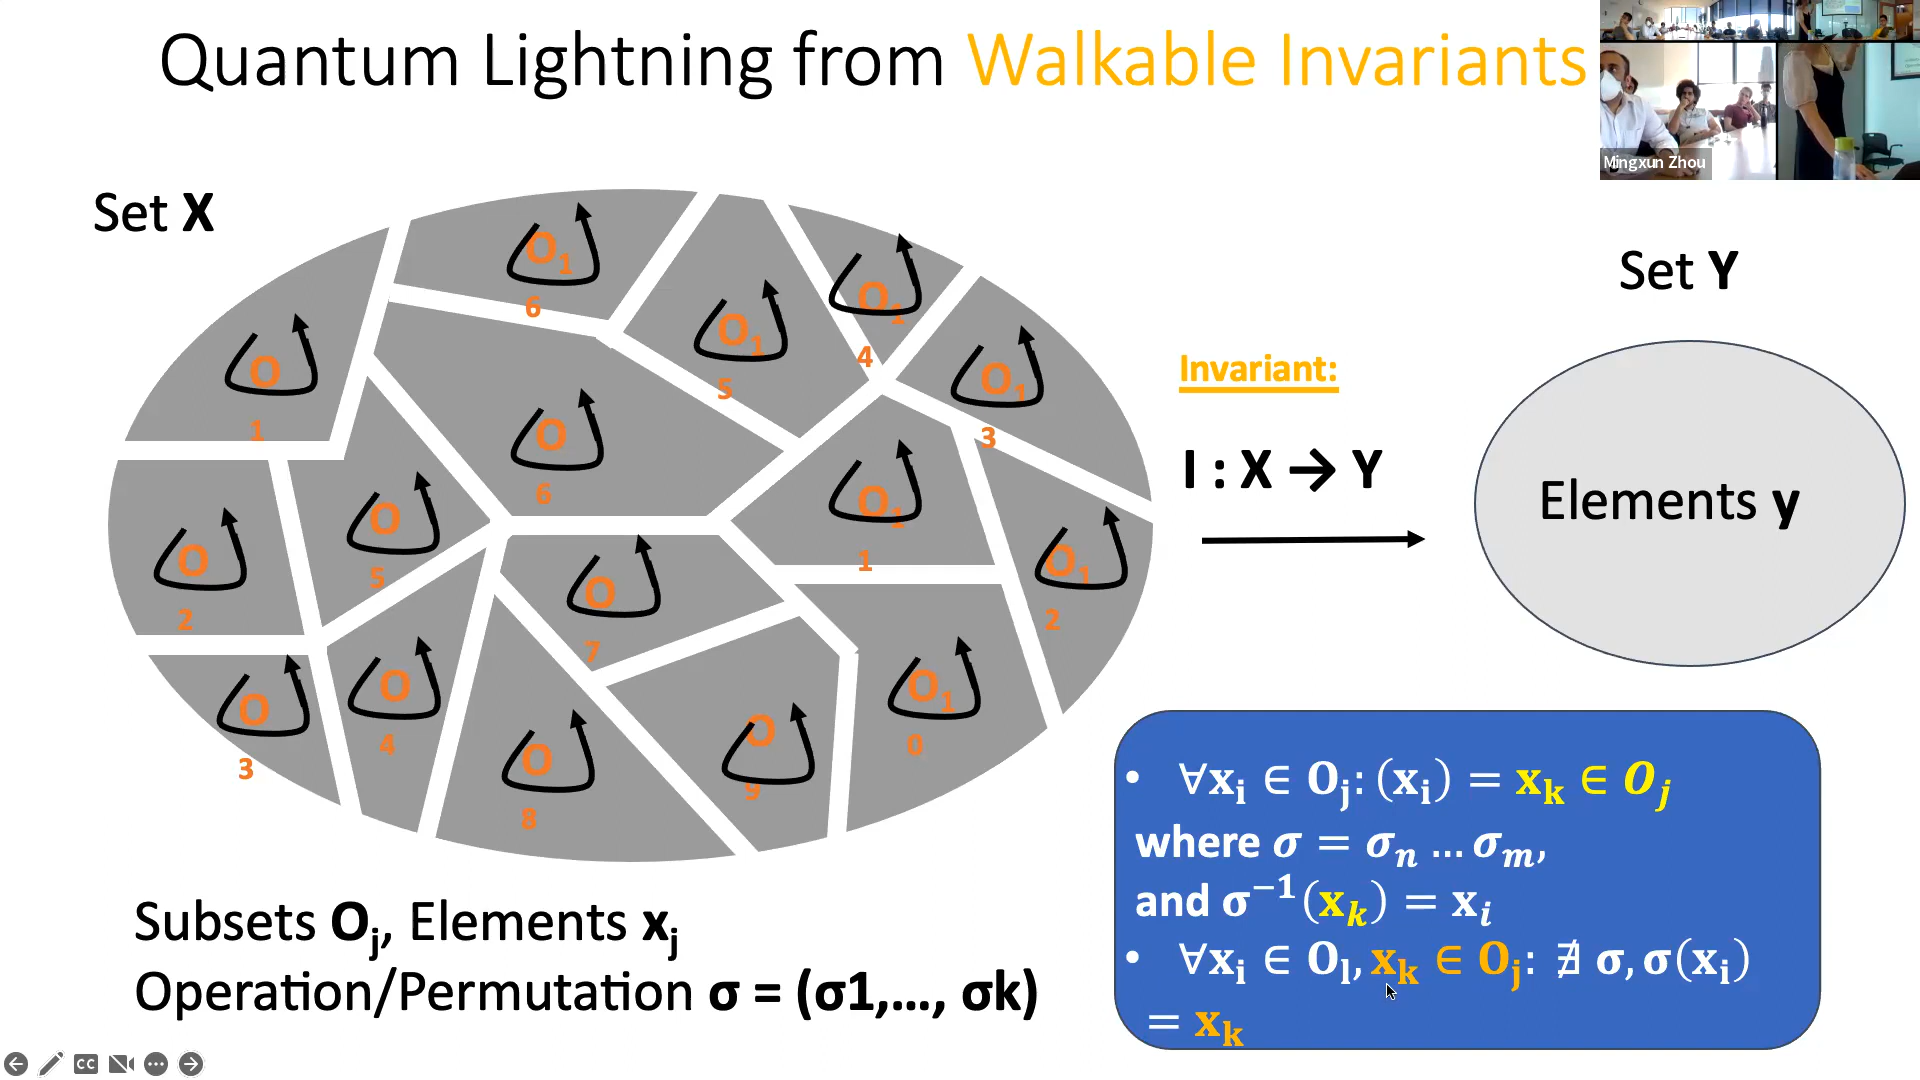 Quantum Lightning from Walkable Invariants
Mingxun Zhou
Set X
Set Y
O1
6
O1
4
O1
5
O
1
O1
3
Invariant:
O
6
I : X → Y
O1
1
Elements y
O
5
O
2
O1
2
O
7
O
3
O
4
O1
0
O
8
O
9
∙ ∀xᵢ ∈ Oⱼ: (xᵢ) = xₖ ∈ Oⱼ
where σ = σₙ ... σₘ,
and σ⁻¹(xₖ) = xᵢ
∙ ∀xᵢ ∈ Oₗ, xₖ ∈ Oⱼ: ∄ σ, σ(xᵢ)
= xₖ
Subsets Oⱼ, Elements xⱼ
Operation/Permutation σ = (σ1,..., σk)
CC